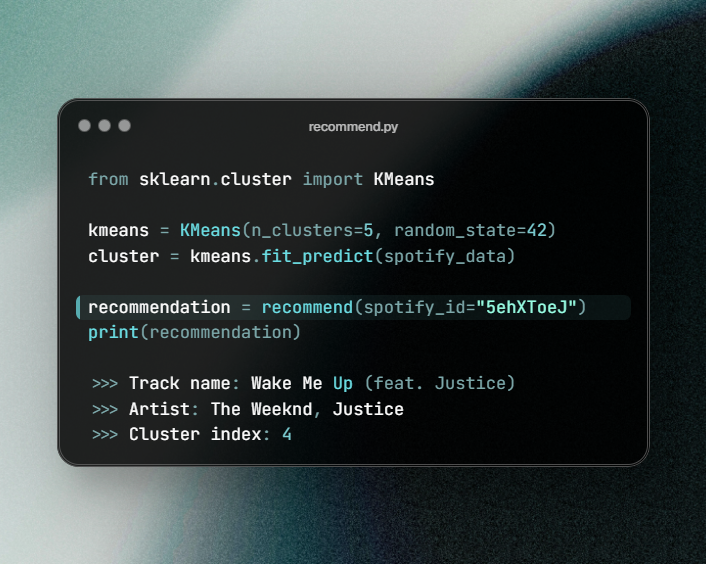 recommend.py
from sklearn.cluster import KMeans
kmeans = KMeans(n_clusters=5, random_state=42)
cluster = kmeans.fit_predict(spotify_data)
recommendation = recommend(spotify_id="5ehXToeJ")
print(recommendation)
>>> Track name: Wake Me Up (feat. Justice)
>>> Artist: The Weeknd, Justice
>>> Cluster index: 4